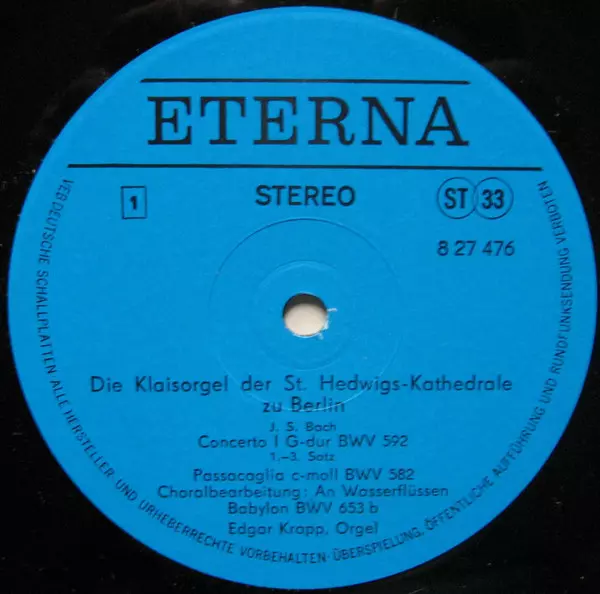 ETERNA
1
STEREO
ST 33
8 27 476
Die Klaisorgel der St. Hedwigs-Kathedrale
zu Berlin
J. S. Bach
Concerto I G-dur BWV 592
1.–3. Satz
Passacaglia c-moll BWV 582
Choralbearbeitung: An Wasserflüssen
Babylon BWV 653 b
Edgar Krapp, Orgel
VEB DEUTSCHE SCHALLPLATTEN ALLE HERSTELLER- UND URHEBERRECHTE VORBEHALTEN · ÜBERSPIELUNG, ÖFFENTLICHE AUFFÜHRUNG UND RUNDFUNKSENDUNG VERBOTEN